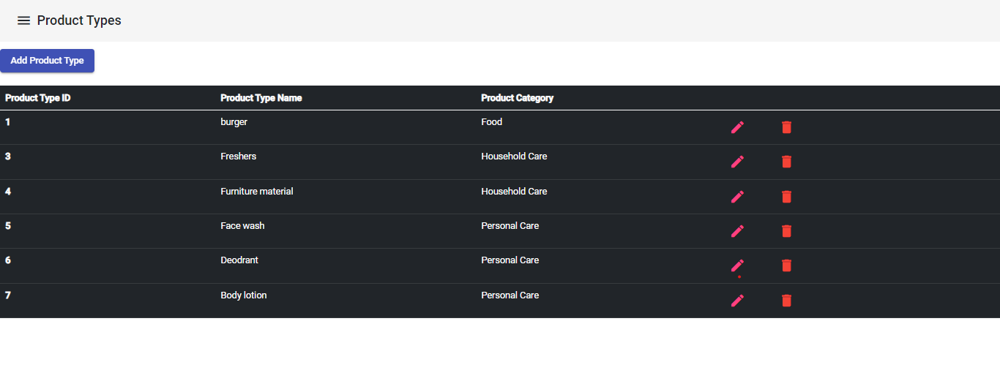 Product Types
Add Product Type
Product Type ID Product Type Name Product Category
1 burger Food
3 Freshers Household Care
4 Furniture material Household Care
5 Face wash Personal Care
6 Deodrant Personal Care
7 Body lotion Personal Care